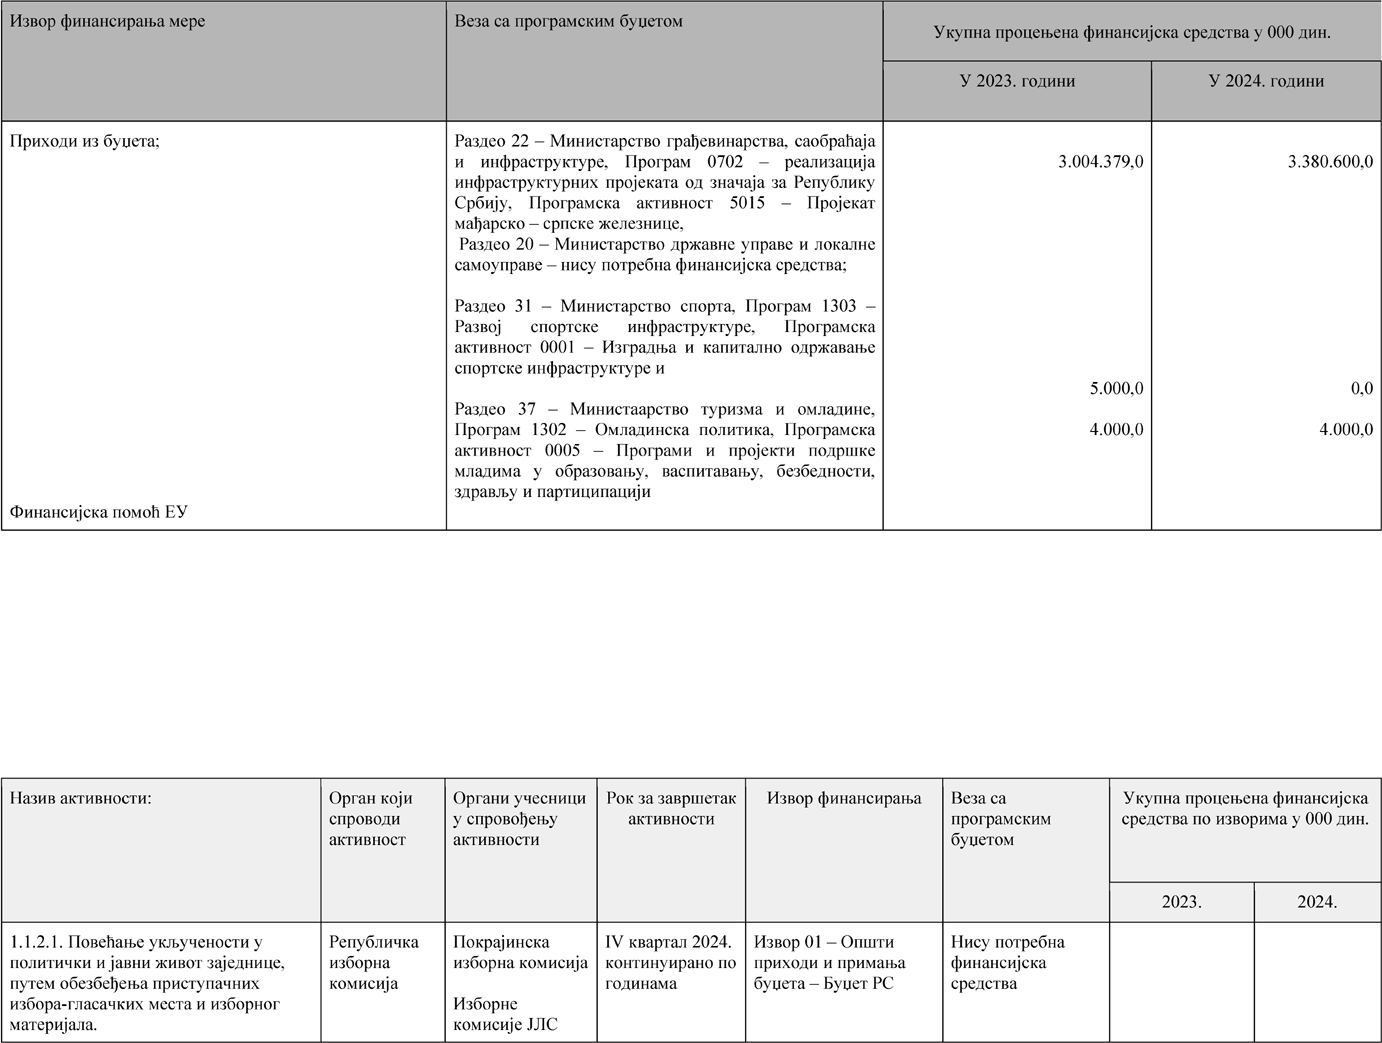 Извор финансирања мере
Веза са програмским буџетом
Укупна процењена финансијска средства у 000 дин.
У 2023. години
У 2024. години
Приходи из буџета;
Раздео 22 – Министарство грађевинарства, саобраћаја
и инфраструктуре, Програм 0702 – реализација
инфраструктурних пројеката од значаја за Републику
Србију, Програмска активност 5015 – Пројекат
мађарско – српске железнице,
Раздео 20 – Министарство државне управе и локалне
самоуправе – нису потребна финансијска средства;
Раздео 31 – Министарство спорта, Програм 1303 –
Развој спортске инфраструктуре, Програмска
активност 0001 – Изградња и капитално одржавање
спортске инфраструктуре и
Раздео 37 – Министаарство туризма и омладине,
Програм 1302 – Омладинска политика, Програмска
активност 0005 – Програми и пројекти подршке
младима у образовању, васпитавању, безбедности,
здрављу и партиципацији
3.004.379,0
3.380.600,0
5.000,0
0,0
4.000,0
4.000,0
Финансијска помоћ ЕУ
Назив активности:
Орган који
спроводи
активност
Органи учесници
у спровођењу
активности
Рок за завршетак
активности
Извор финансирања
Веза са
програмским
буџетом
Укупна процењена финансијска
средства по изворима у 000 дин.
2023.
2024.
1.1.2.1. Повећање укључености у
политички и јавни живот заједнице,
путем обезбеђења приступачних
избора-гласачких места и изборног
материјала.
Републичка
изборна
комисија
Покрајинска
изборна комисија
Изборне
комисије ЈЛС
IV квартал 2024.
континуирано по
годинама
Извор 01 – Општи
приходи и примања
буџета – Буџет РС
Нису потребна
финансијска
средства